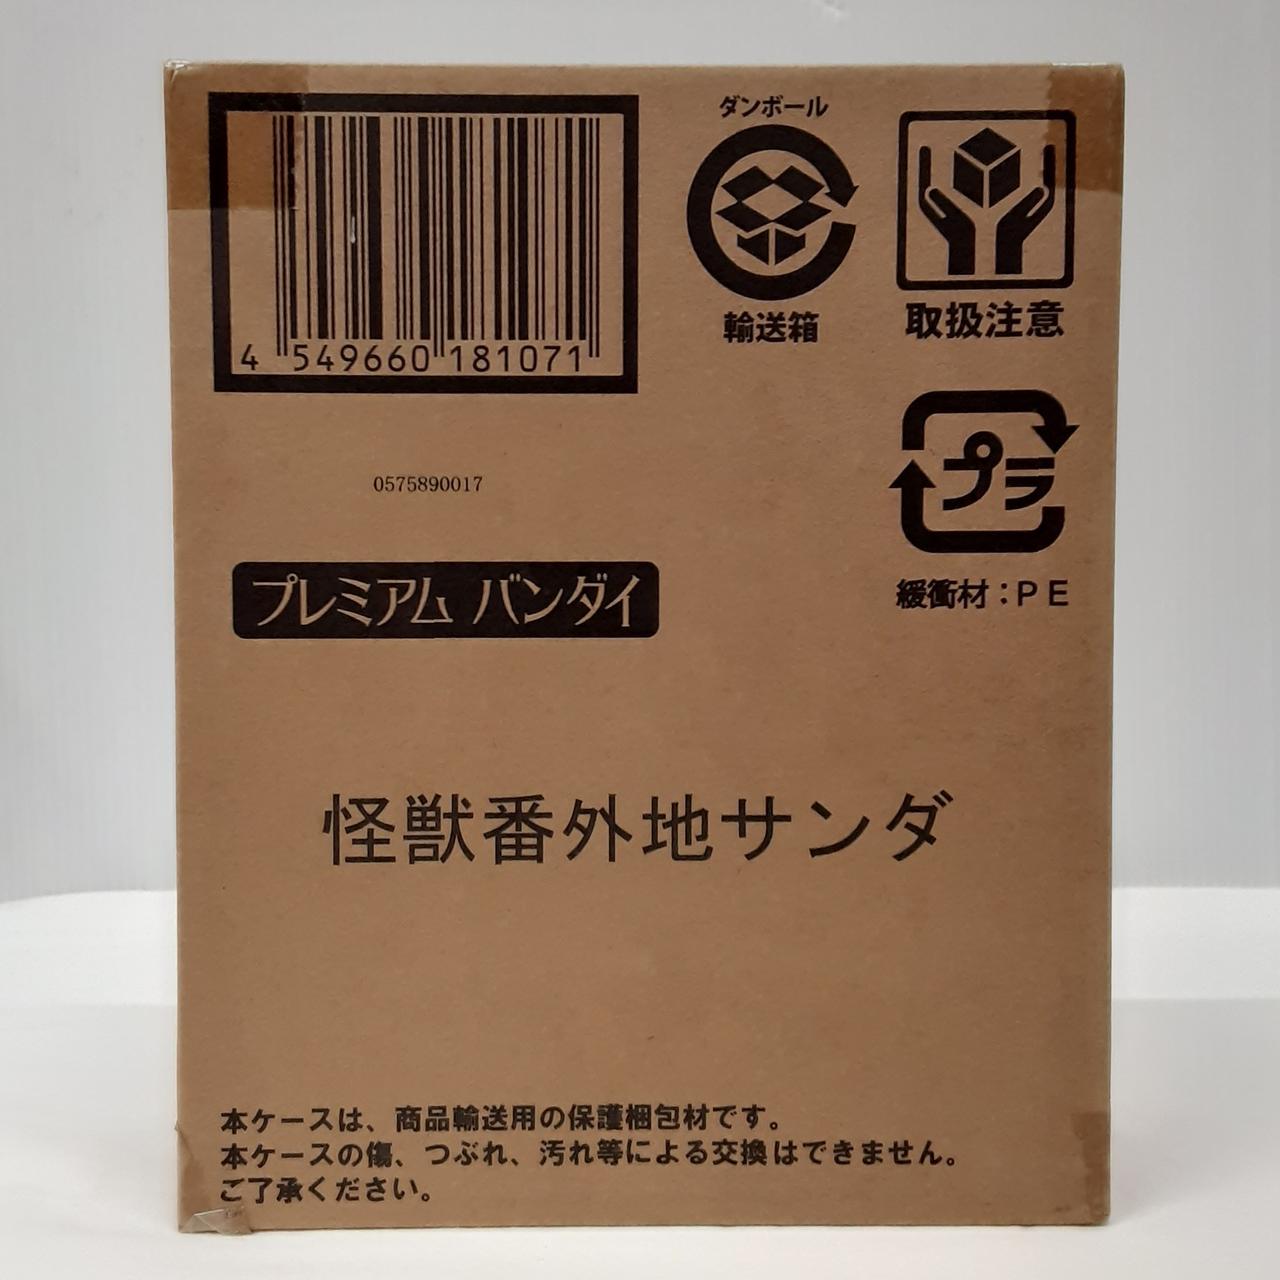 ダンボール
輸送箱
取扱注意
4 549660 181071
プラ
0575890017
プレミアム バンダイ
緩衝材：ＰＥ
怪獣番外地サンダ
本ケースは、商品輸送用の保護梱包材です。
本ケースの傷、つぶれ、汚れ等による交換はできません。
ご了承ください。